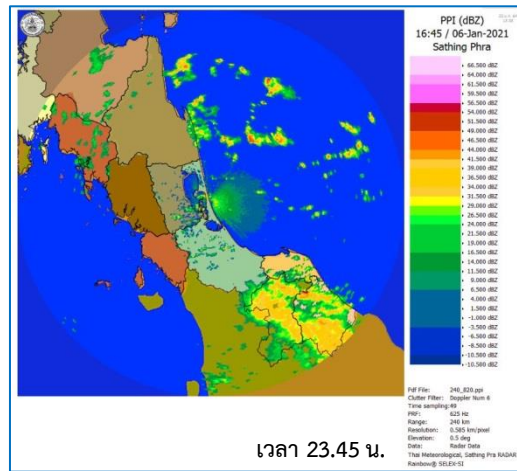 PPI (dBZ)
16:45 / 06-Jan-2021
Sathing Phra
66.500 dBZ
64.000 dBZ
61.500 dBZ
59.500 dBZ
56.500 dBZ
54.000 dBZ
51.500 dBZ
49.000 dBZ
46.500 dBZ
44.000 dBZ
41.500 dBZ
39.000 dBZ
36.500 dBZ
34.000 dBZ
31.500 dBZ
29.000 dBZ
26.500 dBZ
24.000 dBZ
21.500 dBZ
19.000 dBZ
16.500 dBZ
14.000 dBZ
11.500 dBZ
9.000 dBZ
6.500 dBZ
4.000 dBZ
1.500 dBZ
-1.000 dBZ
-3.500 dBZ
-6.500 dBZ
-8.500 dBZ
-10.500 dBZ
-10.500 dBZ
Pdf File: 240_820.ppi
Clutter Filter: Doppler Num 6
Time sampling: 49
PRF: 625 Hz
Range: 240 km
Resolution: 0.585 km/pixel
Elevation: 0.5 deg
Data: Radar Data
Thai Meteorological, Sathing Pra RADAR
Rainbow® SELEX-SI
เวลา 23.45 น.